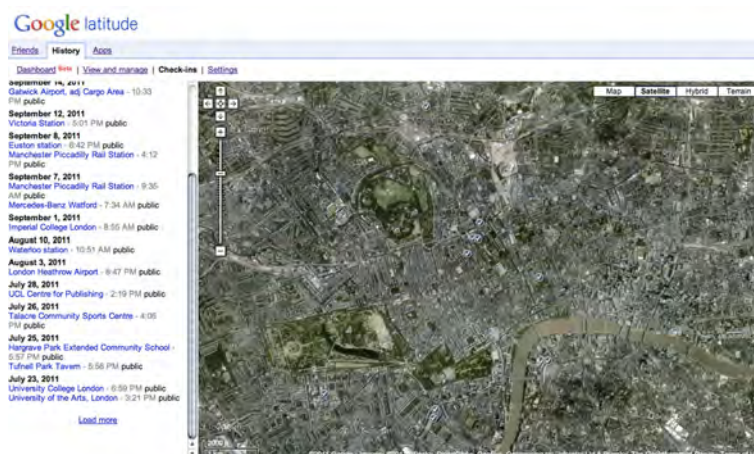 Google latitude
Friends History Apps
Dashboard Beta | View and manage | Check-ins | Settings
September 14, 2011
Gatwick Airport, adj Cargo Area - 10:33
PM public
September 12, 2011
Victoria Station - 5:01 PM public
September 8, 2011
Euston station - 6:42 PM public
Manchester Piccadilly Rail Station - 4:12
PM public
September 7, 2011
Manchester Piccadilly Rail Station - 9:35
AM public
Mercedes-Benz Watford - 7:34 AM public
September 1, 2011
Imperial College London - 8:55 AM public
August 10, 2011
Waterloo station - 10:51 AM public
August 3, 2011
London Heathrow Airport - 6:47 PM public
July 28, 2011
UCL Centre for Publishing - 2:19 PM public
July 26, 2011
Talacre Community Sports Centre - 4:06
PM public
July 25, 2011
Hargrave Park Extended Community School -
5:57 PM public
Tufnell Park Tavern - 5:56 PM public
July 23, 2011
University College London - 6:59 PM public
University of the Arts, London - 3:21 PM public
Load more
Map Satellite Hybrid Terrain